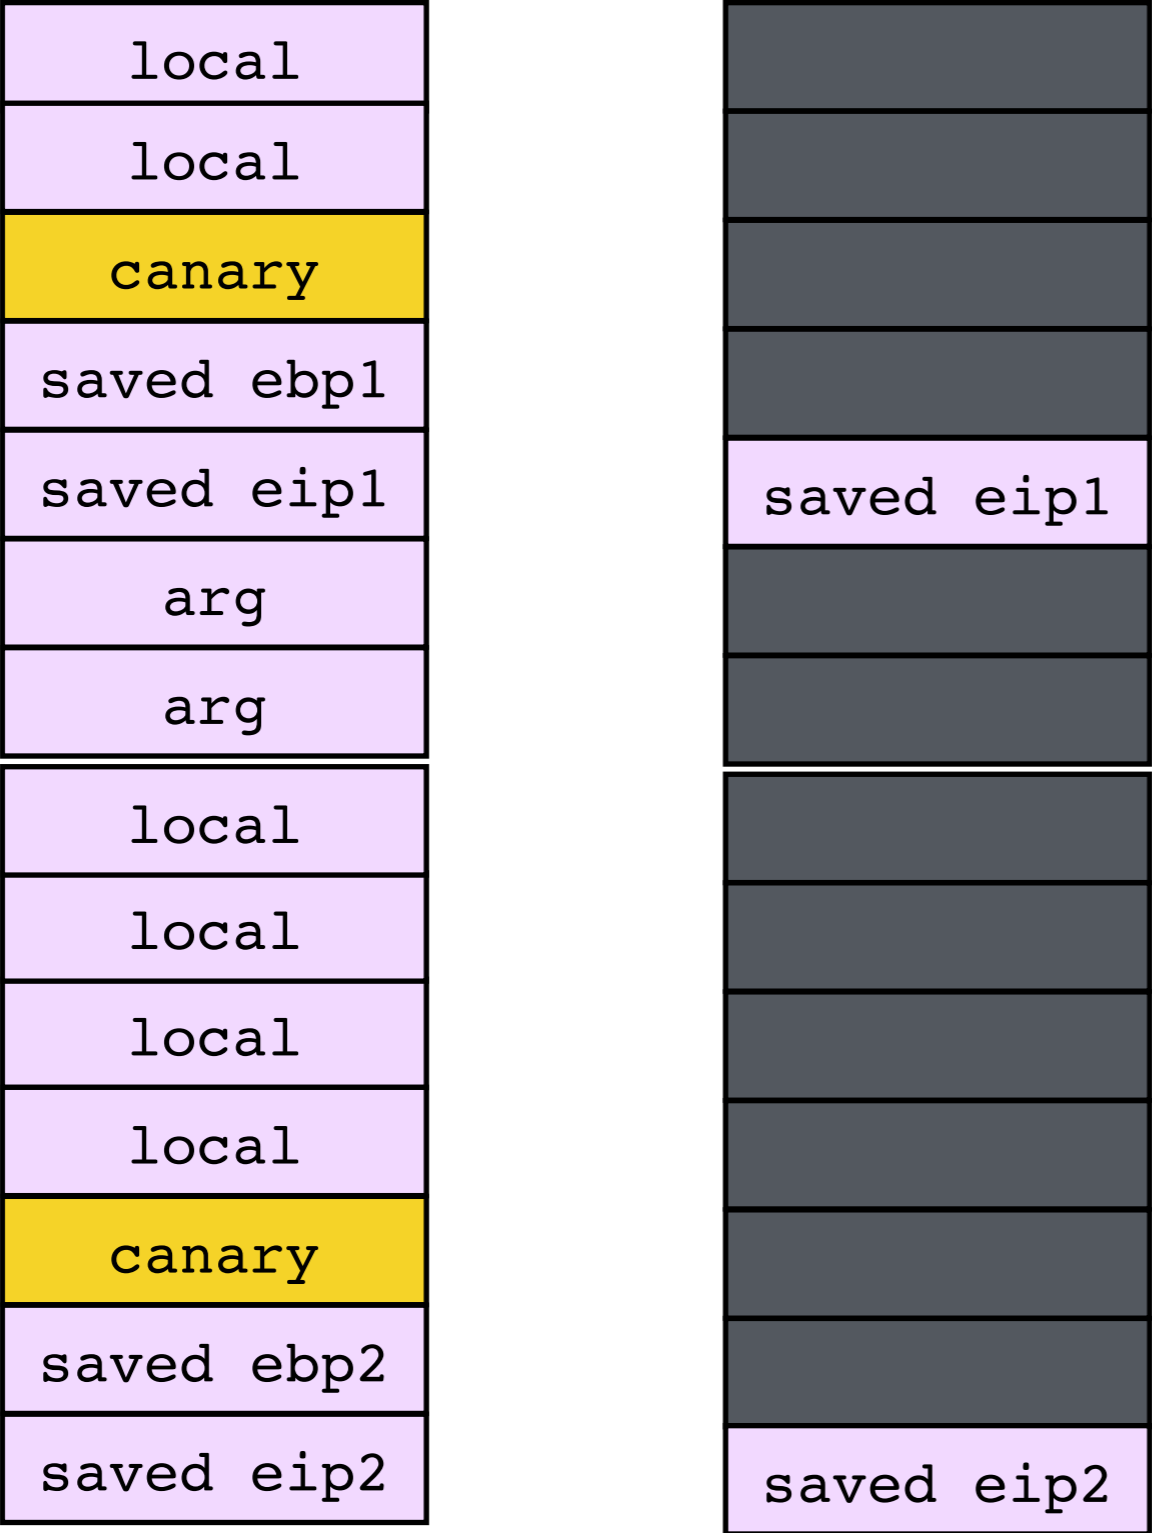 local
local
canary
saved ebp1
saved eip1
arg
arg
local
local
local
local
canary
saved ebp2
saved eip2
saved eip1
saved eip2